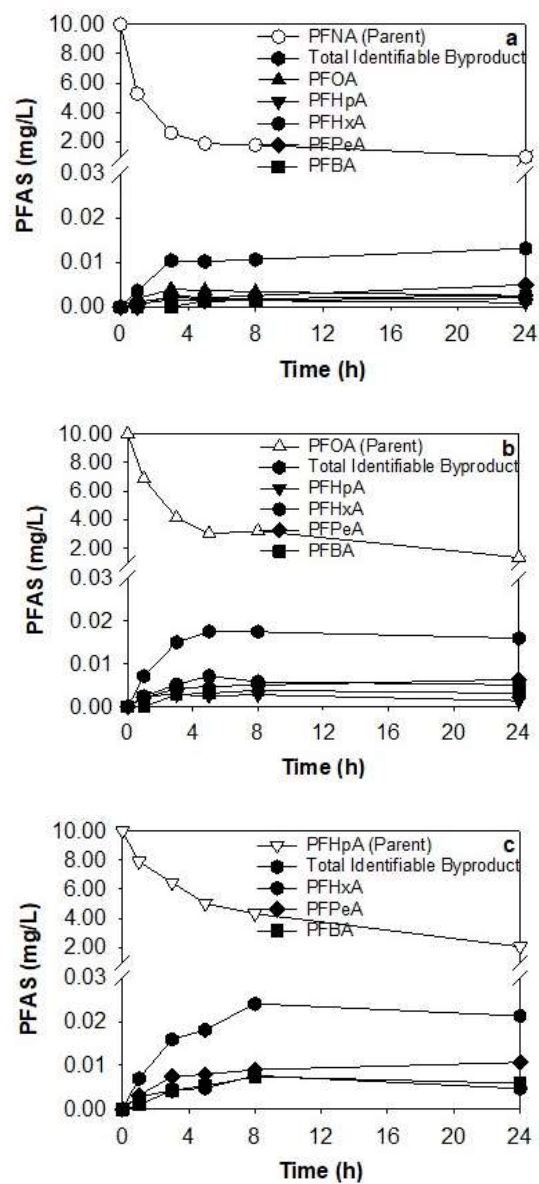 10.00
8.00
6.00
4.00
2.00
0.03
0.02
0.01
0.00
PFAS (mg/L)
PFNA (Parent)
a
Total Identifiable Byproduct
PFOA
PFHpA
PFHxA
PFPeA
PFBA
0 4 8 12 16 20 24
Time (h)
10.00
8.00
6.00
4.00
2.00
0.03
0.02
0.01
0.00
PFAS (mg/L)
PFOA (Parent)
b
Total Identifiable Byproduct
PFHpA
PFHxA
PFPeA
PFBA
0 4 8 12 16 20 24
Time (h)
10.00
8.00
6.00
4.00
2.00
0.03
0.02
0.01
0.00
PFAS (mg/L)
PFHpA (Parent)
c
Total Identifiable Byproduct
PFHxA
PFPeA
PFBA
0 4 8 12 16 20 24
Time (h)